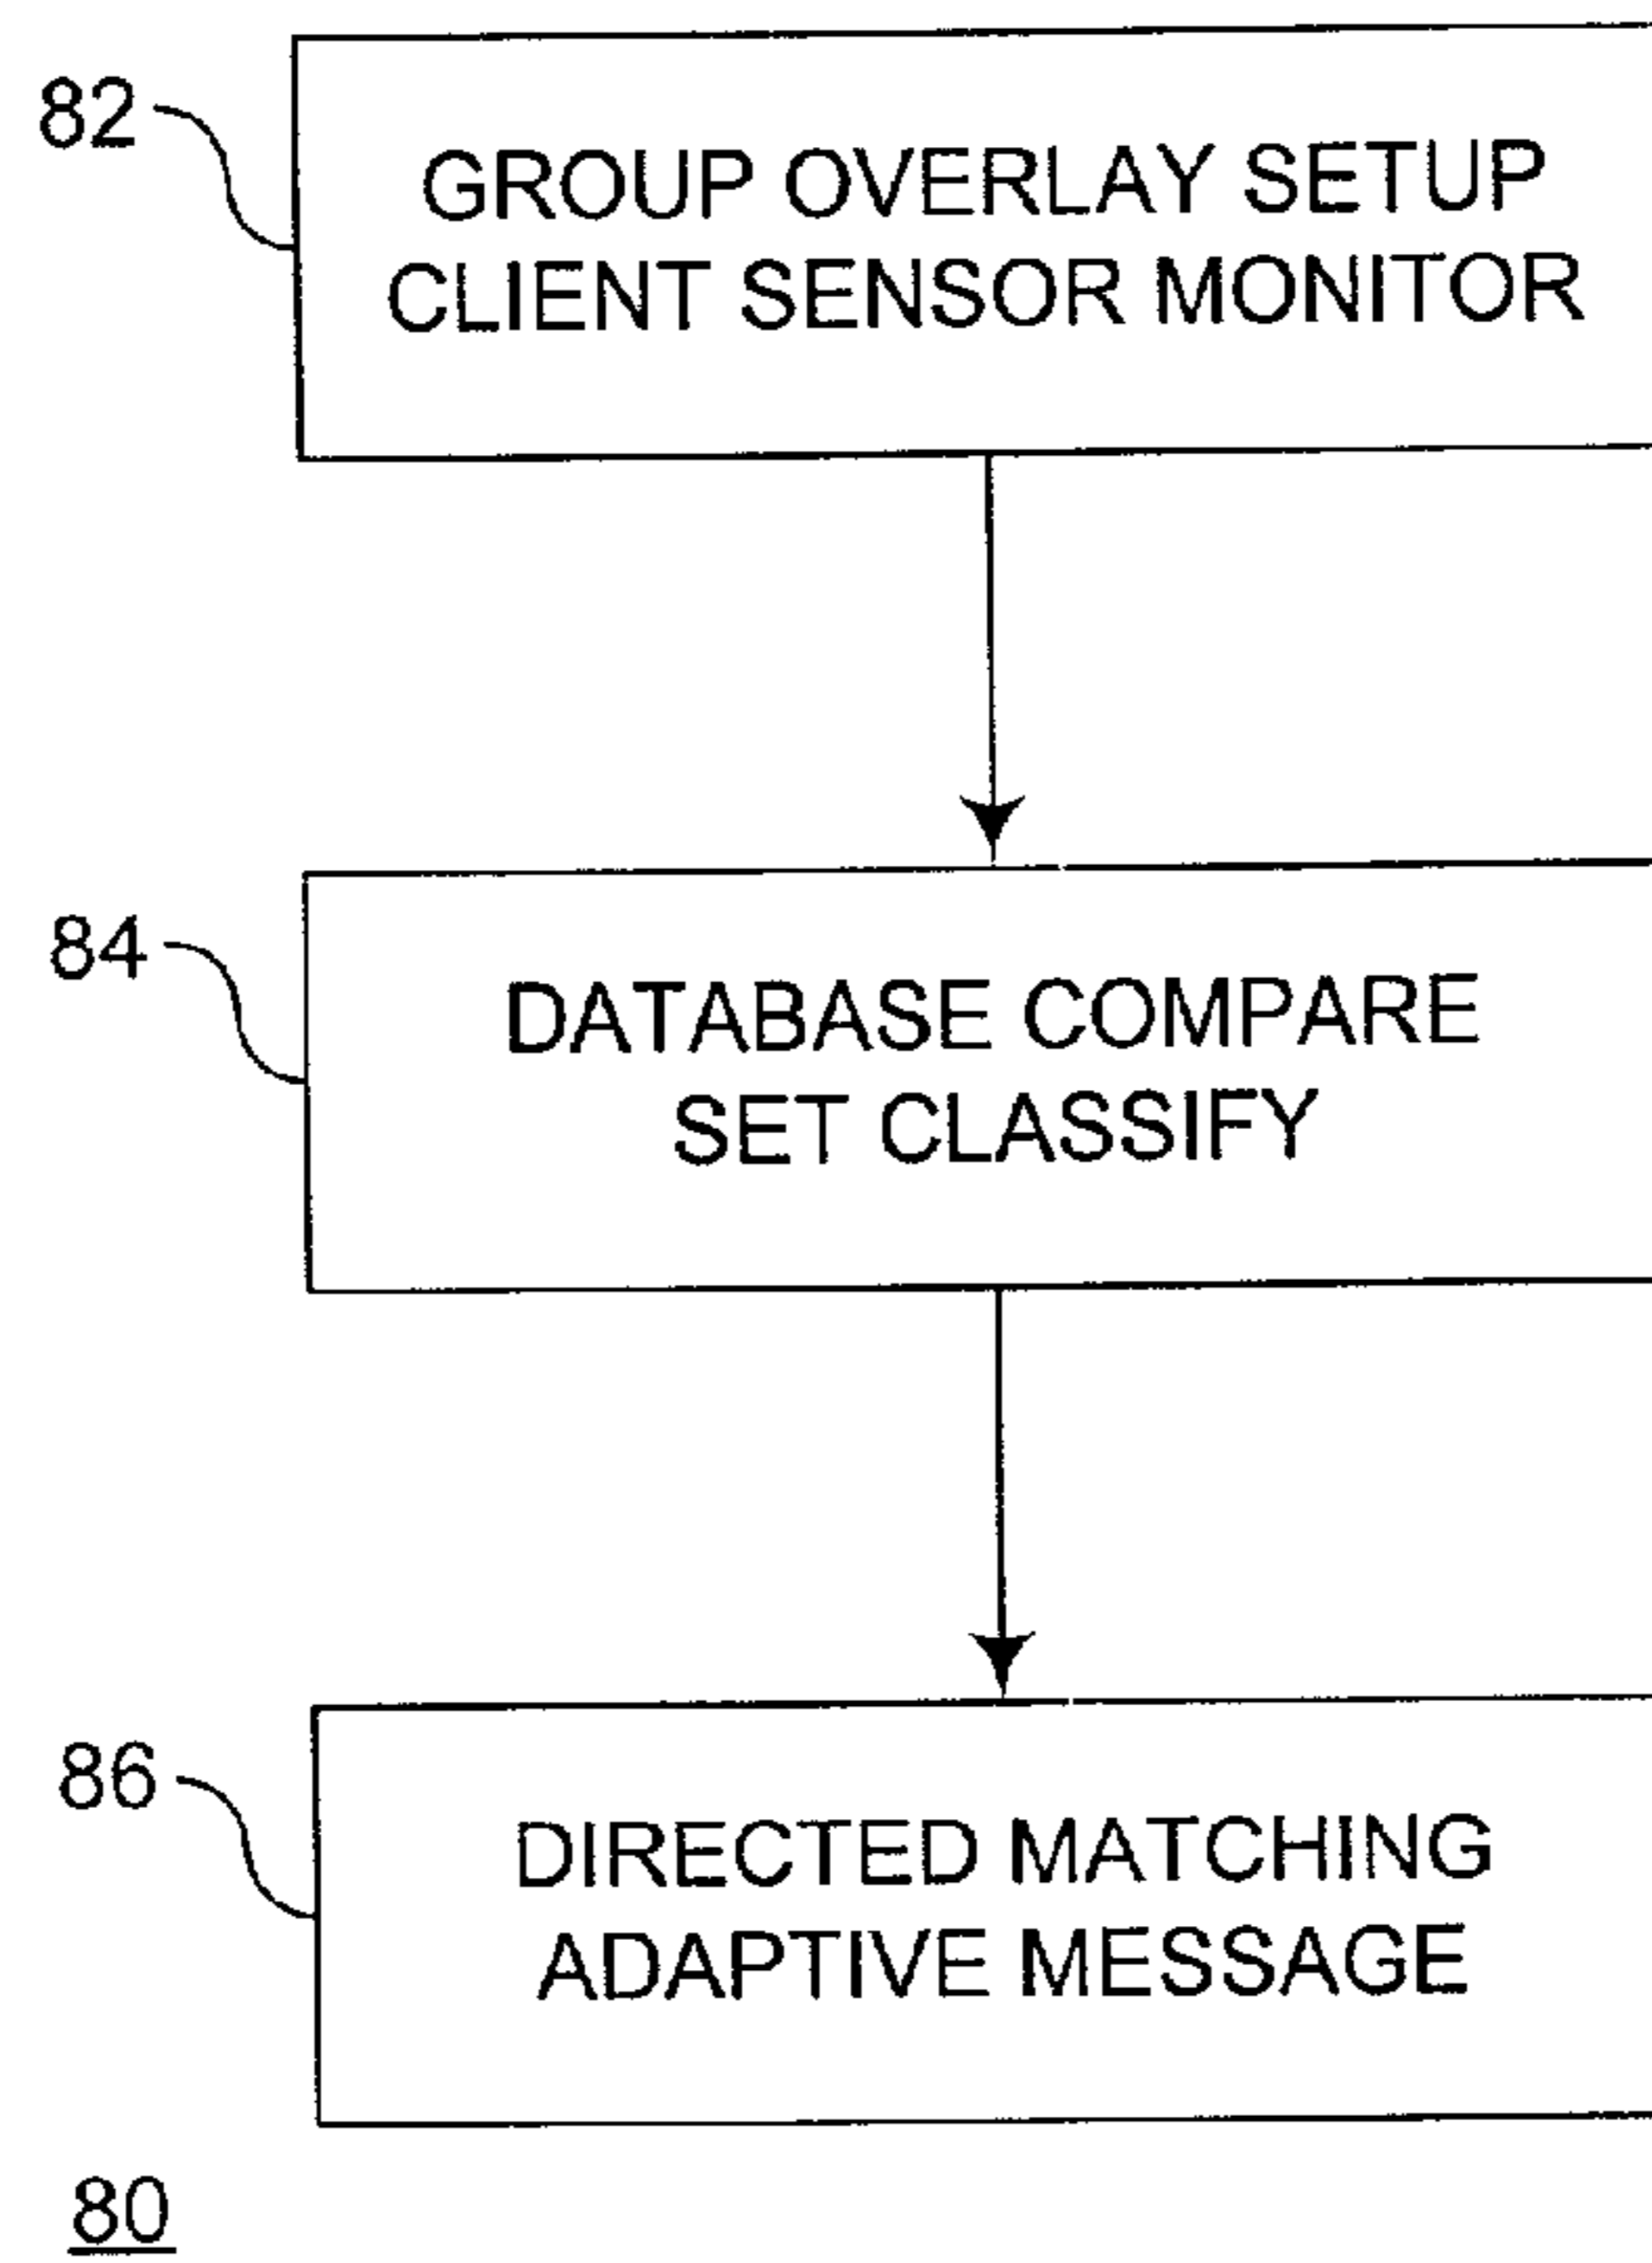 82
GROUP OVERLAY SETUP
CLIENT SENSOR MONITOR
84
DATABASE COMPARE
SET CLASSIFY
86
DIRECTED MATCHING
ADAPTIVE MESSAGE
80